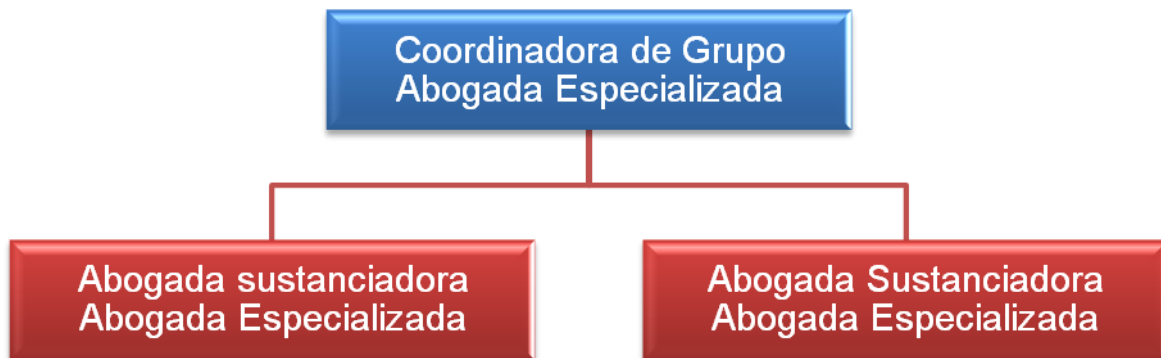 Coordinadora de Grupo
Abogada Especializada
Abogada sustanciadora
Abogada Especializada
Abogada Sustanciadora
Abogada Especializada